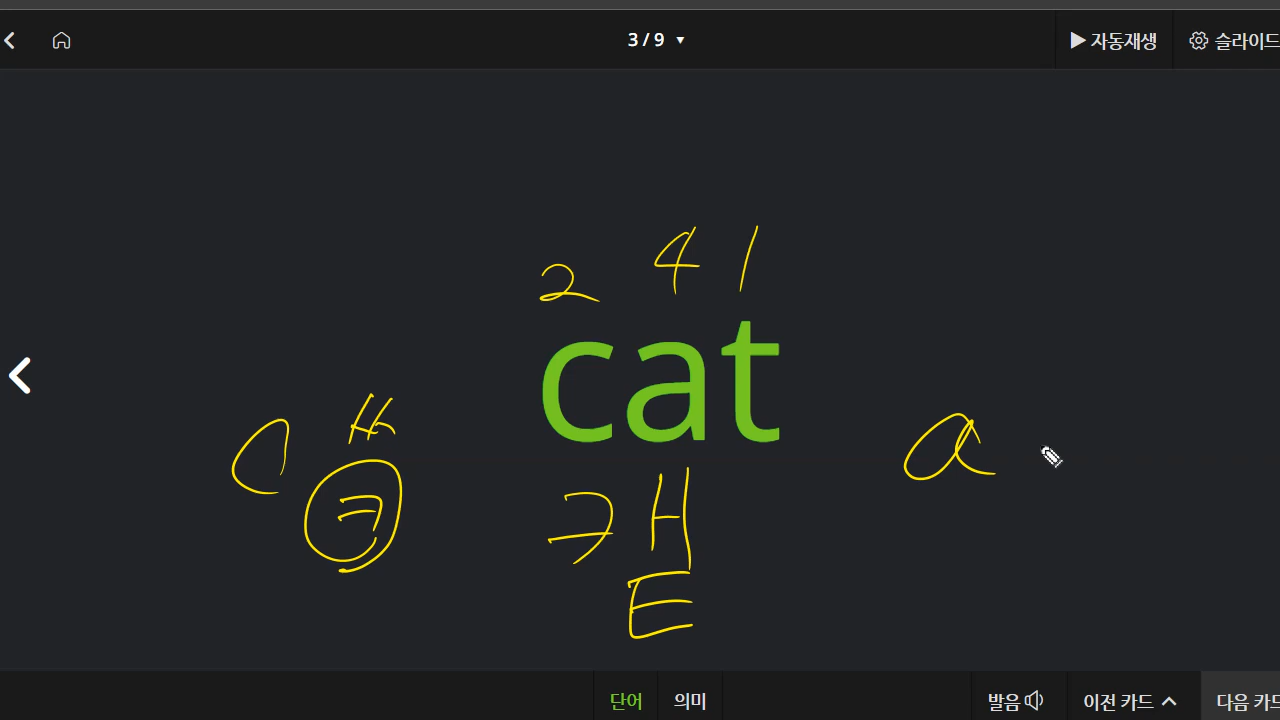 3 / 9 ▼
▶ 자동재생
슬라이드
2 4 1
cat
C
ㅋ
ㅋㅐ
ㅌ
a
단어 의미
발음
이전 카드
다음 카드